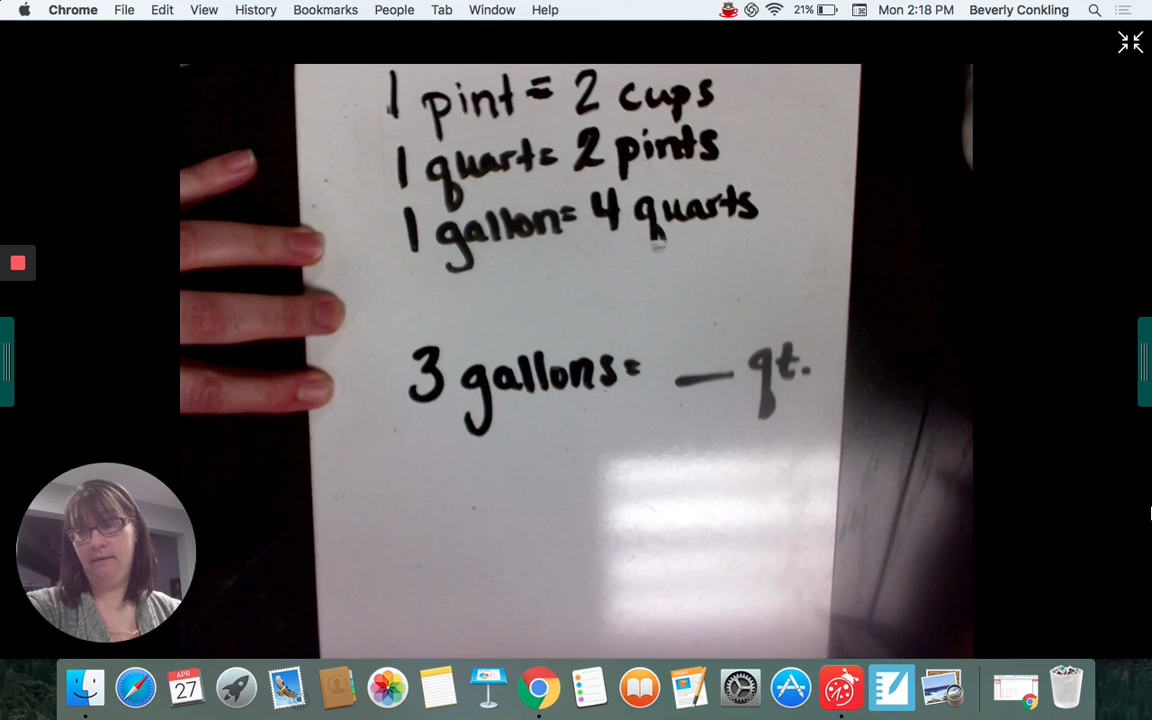 Chrome File Edit View History Bookmarks People Tab Window Help 21% Mon 2:18 PM Beverly Conkling
1 pint = 2 cups
1 quart = 2 pints
1 gallon = 4 quarts
3 gallons = __ qt.
APR
27